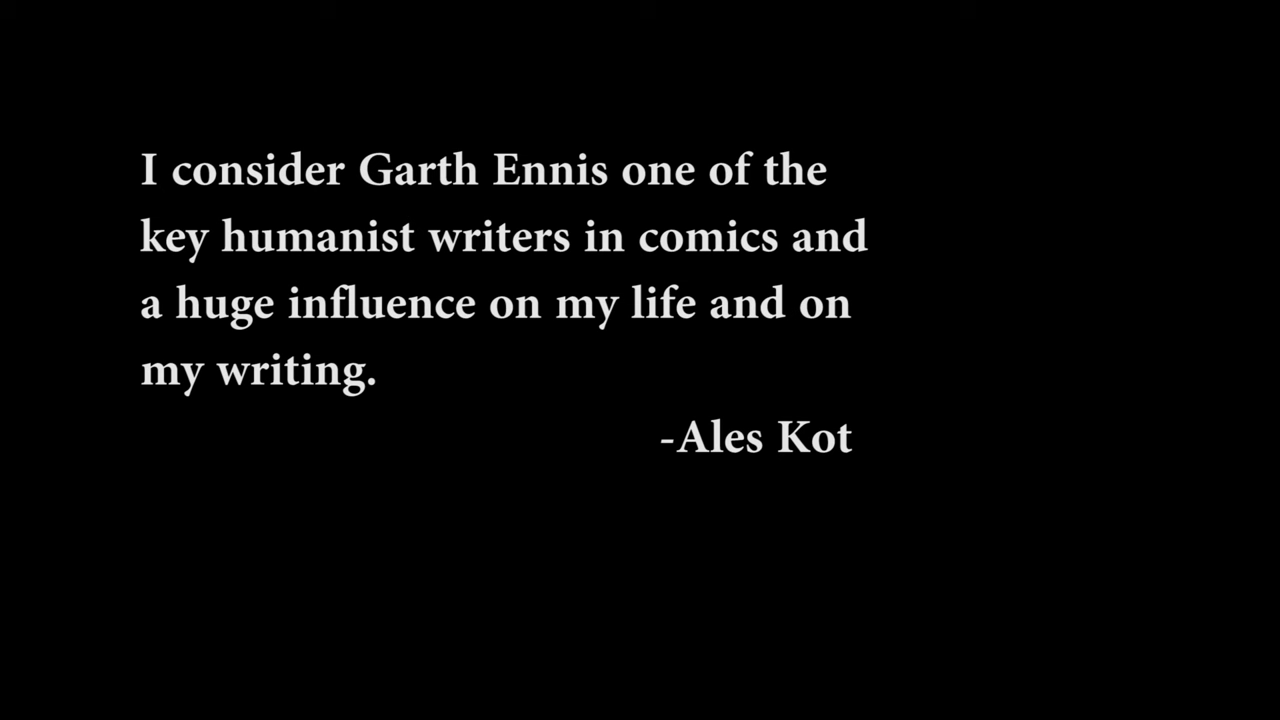 I consider Garth Ennis one of the
key humanist writers in comics and
a huge influence on my life and on
my writing.
-Ales Kot